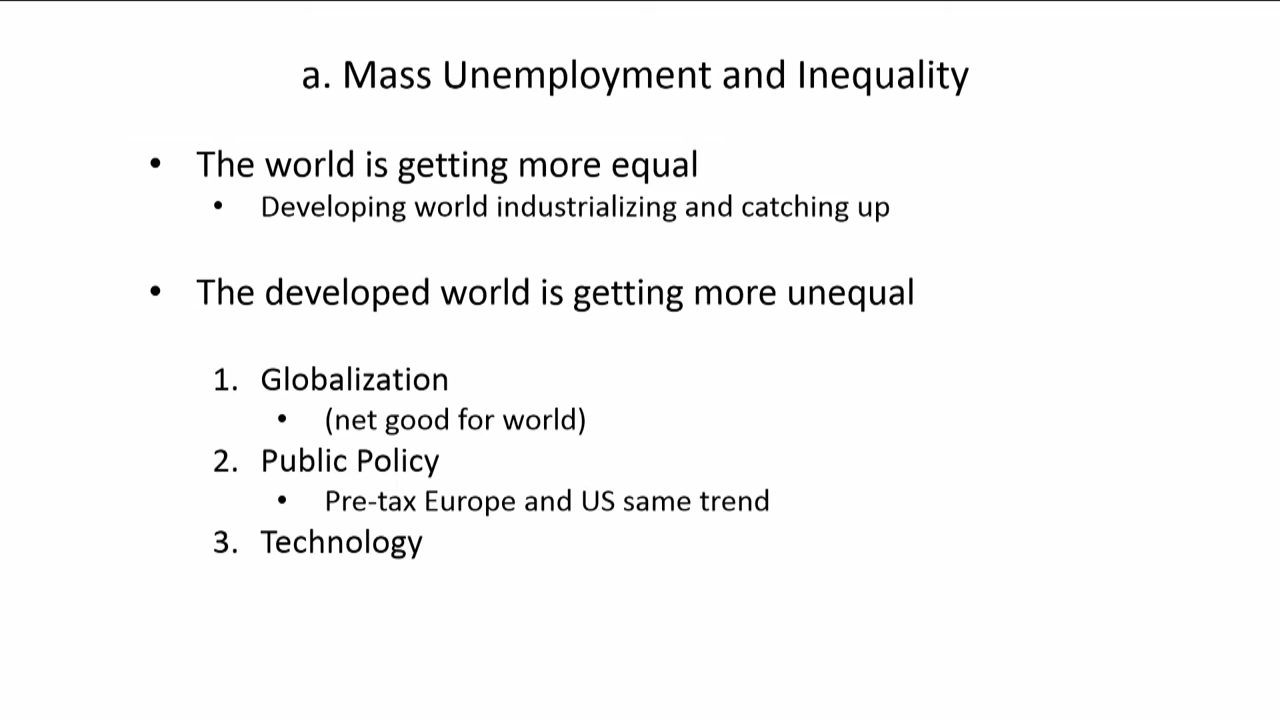 a. Mass Unemployment and Inequality
• The world is getting more equal
• Developing world industrializing and catching up
• The developed world is getting more unequal
1. Globalization
• (net good for world)
2. Public Policy
• Pre-tax Europe and US same trend
3. Technology